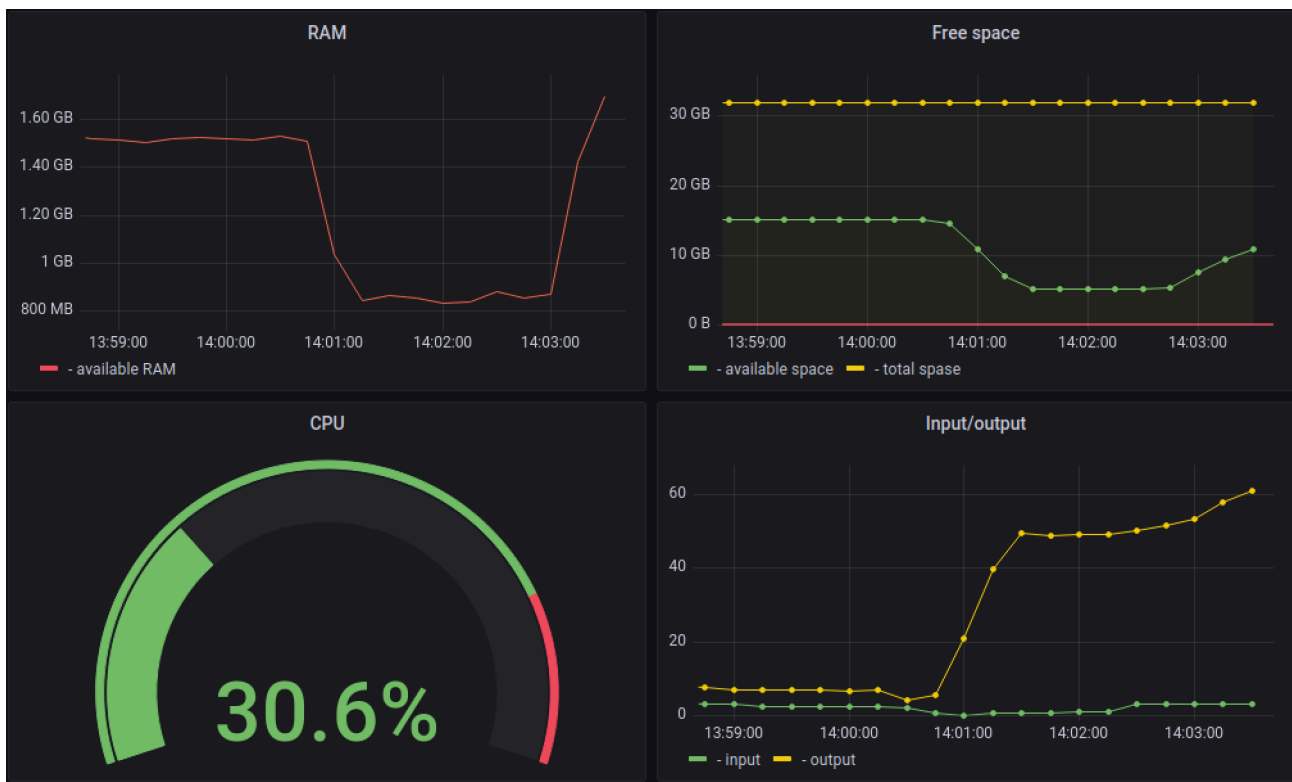 RAM
1.60 GB
1.40 GB
1.20 GB
1 GB
800 MB
13:59:00 14:00:00 14:01:00 14:02:00 14:03:00
- available RAM
Free space
30 GB
20 GB
10 GB
0 B
13:59:00 14:00:00 14:01:00 14:02:00 14:03:00
- available space - total spase
CPU
30.6%
Input/output
60
40
20
0
13:59:00 14:00:00 14:01:00 14:02:00 14:03:00
- input - output